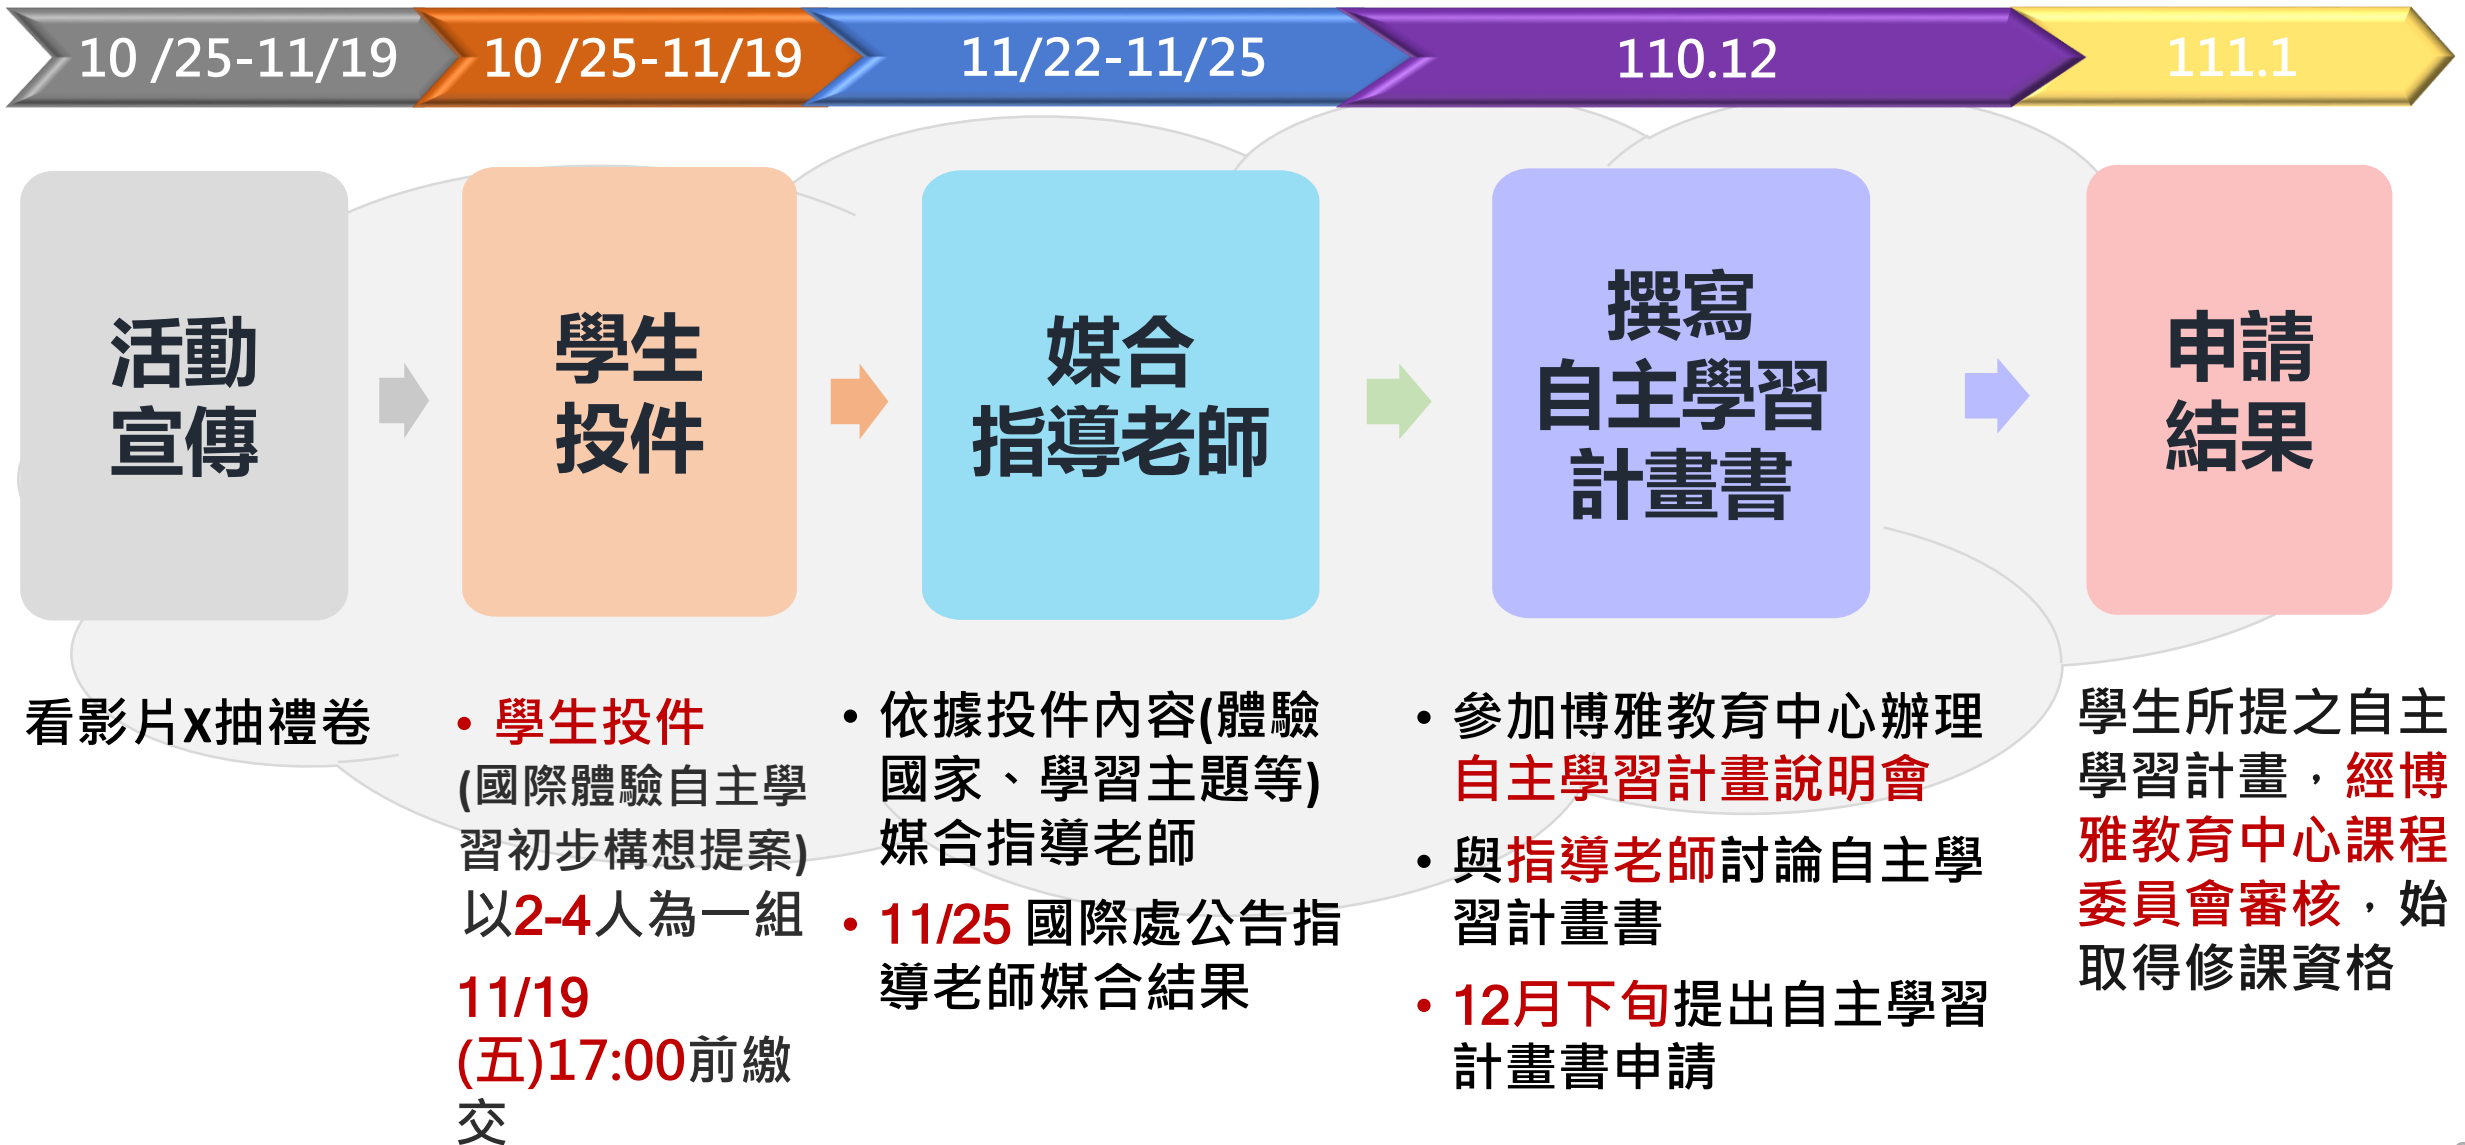 10 /25-11/19
10 /25-11/19
11/22-11/25
110.12
111.1
活動
宣傳
學生
投件
媒合
指導老師
撰寫
自主學習
計畫書
申請
結果
看影片X抽禮卷
• 學生投件
(國際體驗自主學
習初步構想提案)
以2-4人為一組
11/19
(五)17:00前繳
交
• 依據投件內容(體驗
國家、學習主題等)
媒合指導老師
• 11/25 國際處公告指
導老師媒合結果
• 參加博雅教育中心辦理
自主學習計畫說明會
• 與指導老師討論自主學
習計畫書
• 12月下旬提出自主學習
計畫書申請
學生所提之自主
學習計畫，經博
雅教育中心課程
委員會審核，始
取得修課資格